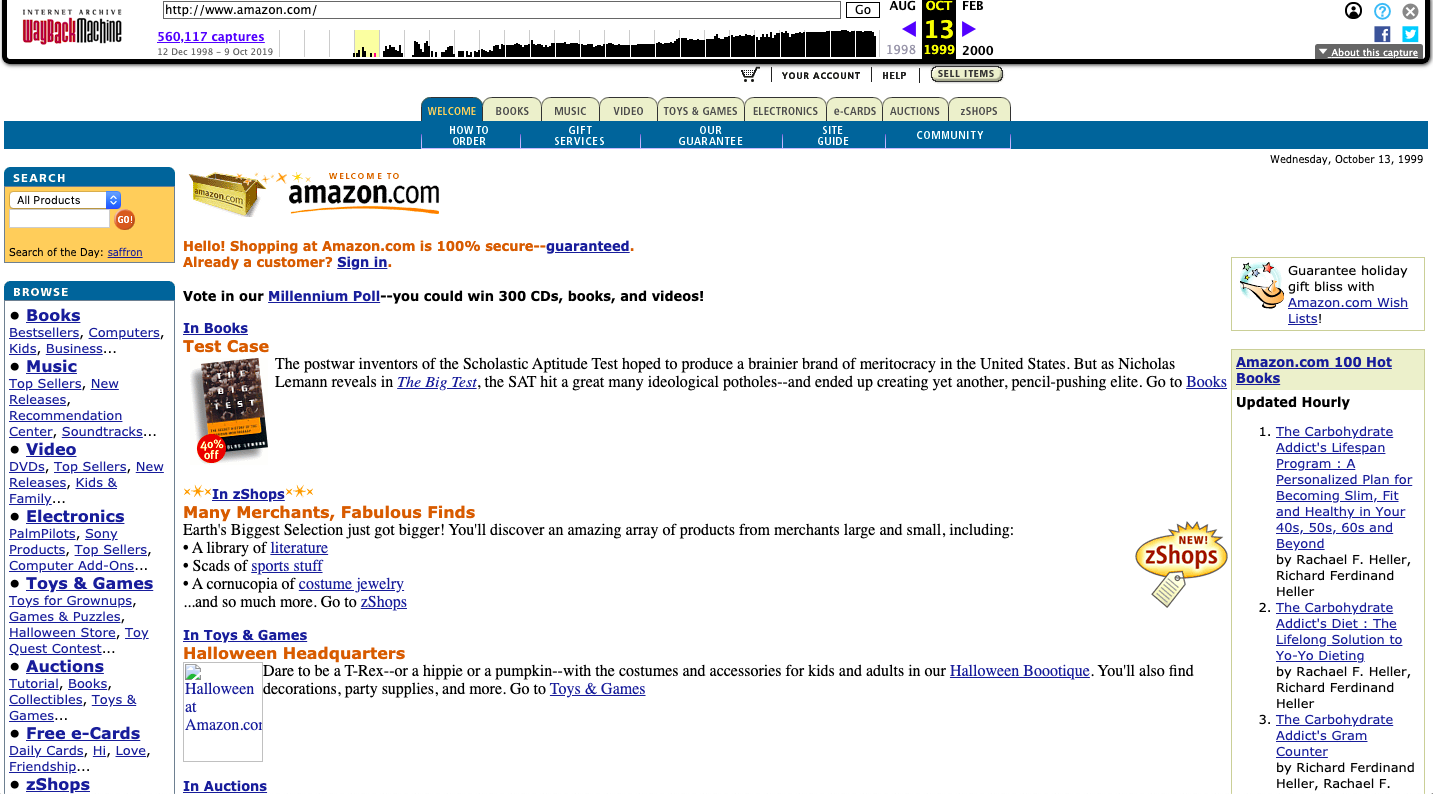 INTERNET ARCHIVE
WayBackMachine
http://www.amazon.com/
Go
560,117 captures
12 Dec 1998 – 9 Oct 2019
AUG OCT FEB
13
1998 1999 2000
About this capture
YOUR ACCOUNT
HELP
SELL ITEMS
WELCOME
BOOKS
MUSIC
VIDEO
TOYS & GAMES
ELECTRONICS
e-CARDS
AUCTIONS
zSHOPS
HOW TO
ORDER
GIFT
SERVICES
OUR
GUARANTEE
SITE
GUIDE
COMMUNITY
Wednesday, October 13, 1999
SEARCH
All Products
GO!
Search of the Day: saffron
BROWSE
• Books
Bestsellers, Computers,
Kids, Business...
• Music
Top Sellers, New
Releases,
Recommendation
Center, Soundtracks...
• Video
DVDs, Top Sellers, New
Releases, Kids &
Family...
• Electronics
PalmPilots, Sony
Products, Top Sellers,
Computer Add-Ons...
• Toys & Games
Toys for Grownups,
Games & Puzzles,
Halloween Store, Toy
Quest Contest...
• Auctions
Tutorial, Books,
Collectibles, Toys &
Games...
• Free e-Cards
Daily Cards, Hi, Love,
Friendship...
• zShops
amazon.com
WELCOME TO
amazon.com
Hello! Shopping at Amazon.com is 100% secure--guaranteed.
Already a customer? Sign in.
Vote in our Millennium Poll--you could win 300 CDs, books, and videos!
In Books
Test Case
THE
BIG
TEST
40%
off
The postwar inventors of the Scholastic Aptitude Test hoped to produce a brainier brand of meritocracy in the United States. But as Nicholas
Lemann reveals in The Big Test, the SAT hit a great many ideological potholes--and ended up creating yet another, pencil-pushing elite. Go to Books
In zShops
Many Merchants, Fabulous Finds
Earth's Biggest Selection just got bigger! You'll discover an amazing array of products from merchants large and small, including:
• A library of literature
• Scads of sports stuff
• A cornucopia of costume jewelry
...and so much more. Go to zShops
NEW!
zShops
In Toys & Games
Halloween Headquarters
Halloween
at
Amazon.com
Dare to be a T-Rex--or a hippie or a pumpkin--with the costumes and accessories for kids and adults in our Halloween Boootique. You'll also find
decorations, party supplies, and more. Go to Toys & Games
In Auctions
Guarantee holiday
gift bliss with
Amazon.com Wish
Lists!
Amazon.com 100 Hot
Books
Updated Hourly
1. The Carbohydrate
Addict's Lifespan
Program : A
Personalized Plan for
Becoming Slim, Fit
and Healthy in Your
40s, 50s, 60s and
Beyond
by Rachael F. Heller,
Richard Ferdinand
Heller
2. The Carbohydrate
Addict's Diet : The
Lifelong Solution to
Yo-Yo Dieting
by Rachael F. Heller,
Richard Ferdinand
Heller
3. The Carbohydrate
Addict's Gram
Counter
by Richard Ferdinand
Heller, Rachael F.